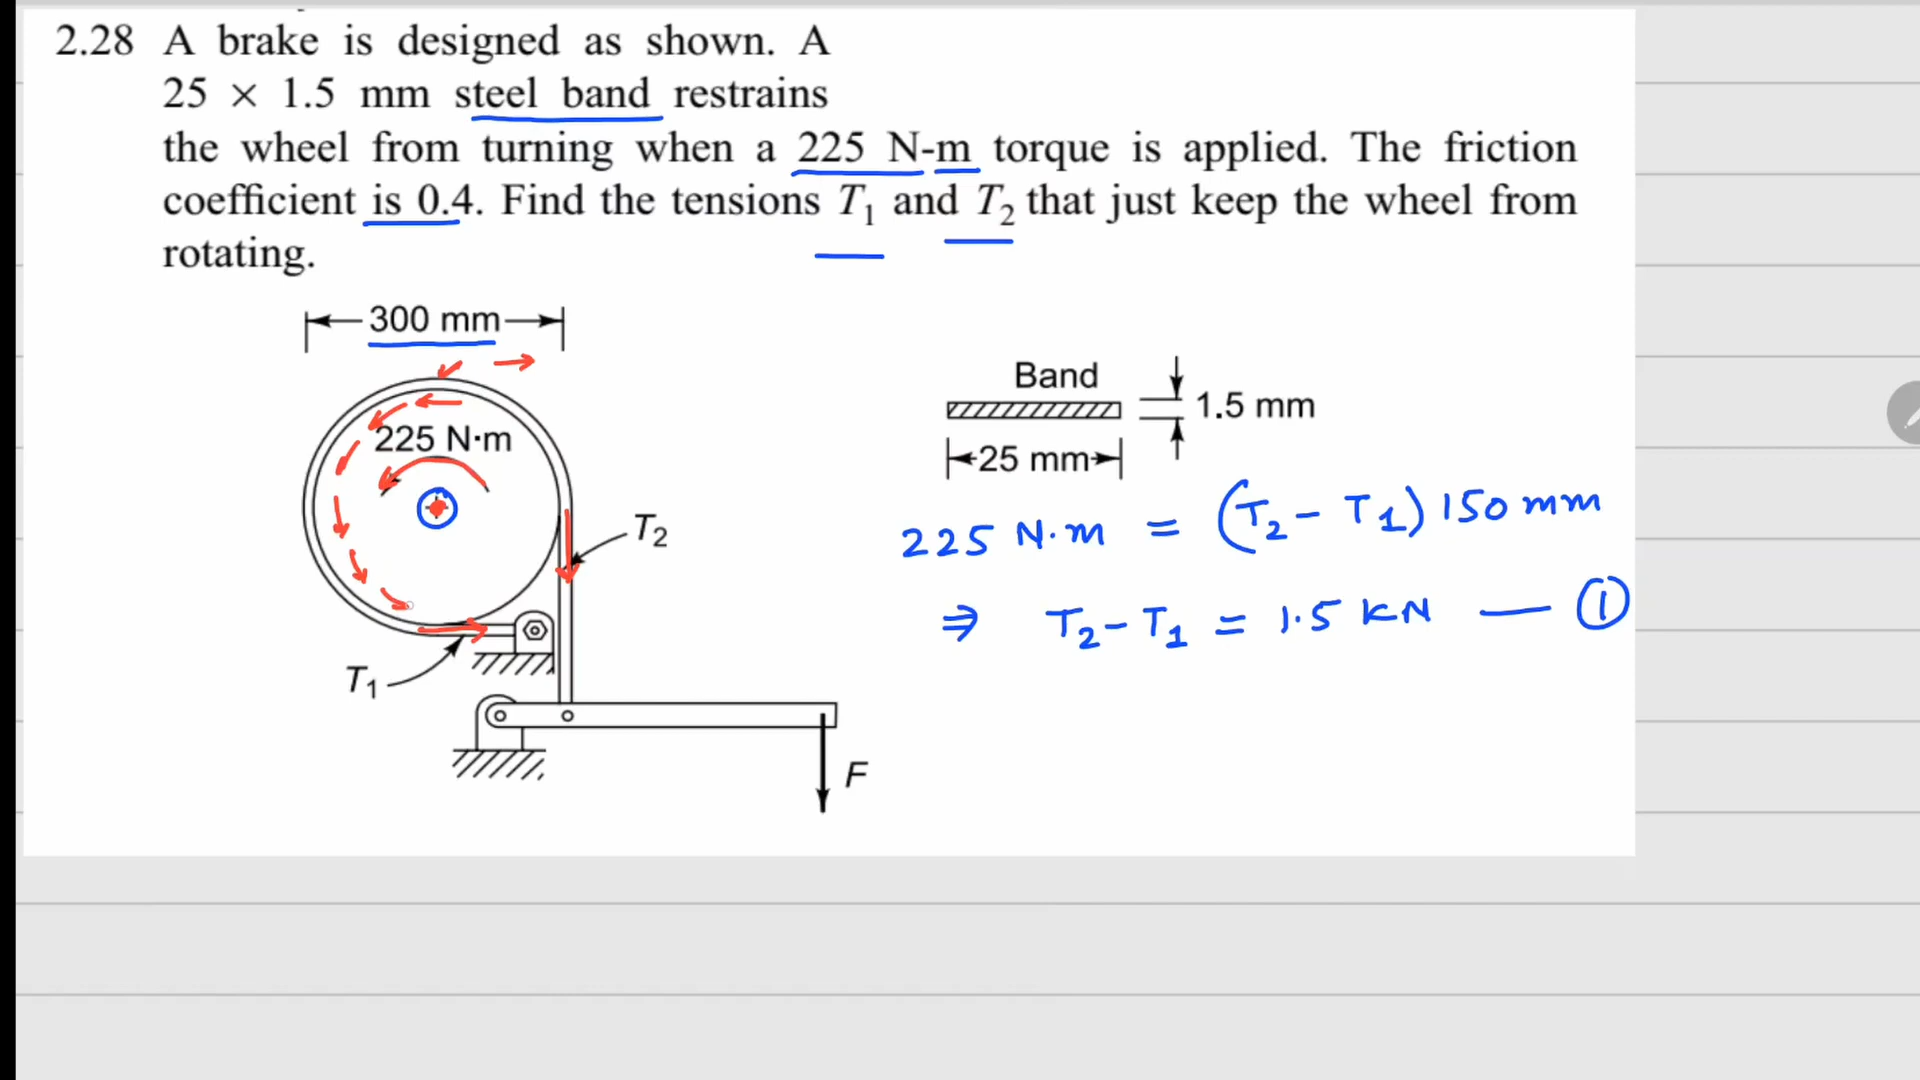 2.28 A brake is designed as shown. A
25 × 1.5 mm steel band restrains
the wheel from turning when a 225 N-m torque is applied. The friction
coefficient is 0.4. Find the tensions T₁ and T₂ that just keep the wheel from
rotating.
300 mm
225 N·m
T₂
T₁
F
Band
1.5 mm
25 mm
225 N·m = (T₂ - T₁) 150 mm
⇒ T₂ - T₁ = 1.5 KN — ①